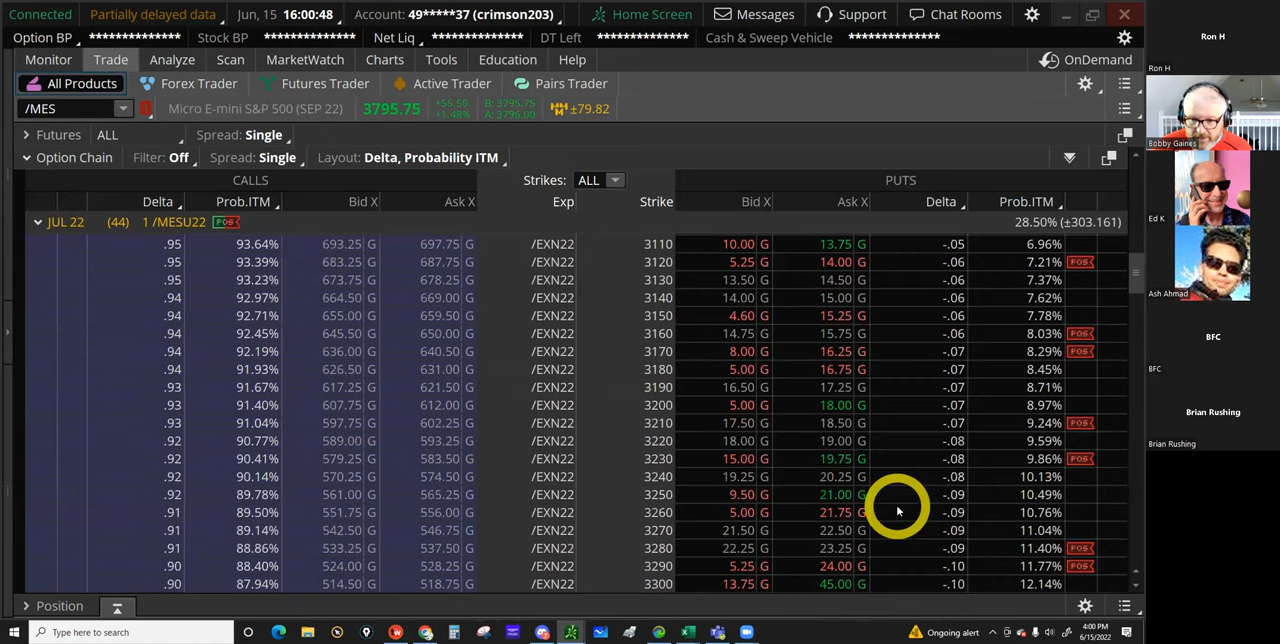 Connected Partially delayed data Jun, 15 16:00:48 Account: 49*****37 (crimson203) Home Screen Messages Support Chat Rooms
Option BP ************** Stock BP ************** Net Liq ************** DT Left ************** Cash & Sweep Vehicle **************
Monitor Trade Analyze Scan MarketWatch Charts Tools Education Help OnDemand
All Products Forex Trader Futures Trader Active Trader Pairs Trader
/MES Micro E-mini S&P 500 (SEP 22) 3795.75 +55.50 +1.48% B: 3795.75 A: 3796.00 ±79.82
Futures ALL Spread: Single
Option Chain Filter: Off Spread: Single Layout: Delta, Probability ITM
CALLS Strikes: ALL PUTS
Delta Prob.ITM Bid X Ask X Exp Strike Bid X Ask X Delta Prob.ITM
JUL 22 (44) 1 /MESU22 POS 28.50% (±303.161)
.95 93.64% 693.25 G 697.75 G /EXN22 3110 10.00 G 13.75 G -.05 6.96%
.95 93.39% 683.25 G 687.75 G /EXN22 3120 5.25 G 14.00 G -.06 7.21% POS
.95 93.23% 673.75 G 678.25 G /EXN22 3130 13.50 G 14.50 G -.06 7.37%
.94 92.97% 664.50 G 669.00 G /EXN22 3140 14.00 G 15.00 G -.06 7.62%
.94 92.71% 655.00 G 659.50 G /EXN22 3150 4.60 G 15.25 G -.06 7.78%
.94 92.45% 645.50 G 650.00 G /EXN22 3160 14.75 G 15.75 G -.06 8.03% POS
.94 92.19% 636.00 G 640.50 G /EXN22 3170 8.00 G 16.25 G -.07 8.29% POS
.94 91.93% 626.50 G 631.00 G /EXN22 3180 5.00 G 16.75 G -.07 8.45%
.93 91.67% 617.25 G 621.50 G /EXN22 3190 16.50 G 17.25 G -.07 8.71%
.93 91.40% 607.75 G 612.00 G /EXN22 3200 5.00 G 18.00 G -.07 8.97%
.93 91.04% 597.75 G 602.25 G /EXN22 3210 17.50 G 18.50 G -.07 9.24% POS
.92 90.77% 589.00 G 593.25 G /EXN22 3220 18.00 G 19.00 G -.08 9.59%
.92 90.41% 579.25 G 583.50 G /EXN22 3230 15.00 G 19.75 G -.08 9.86% POS
.92 90.14% 570.25 G 574.50 G /EXN22 3240 19.25 G 20.25 G -.08 10.13%
.92 89.78% 561.00 G 565.25 G /EXN22 3250 9.50 G 21.00 G -.09 10.49%
.91 89.50% 551.75 G 556.00 G /EXN22 3260 5.00 G 21.75 G -.09 10.76%
.91 89.14% 542.50 G 546.75 G /EXN22 3270 21.50 G 22.50 G -.09 11.04%
.91 88.86% 533.25 G 537.50 G /EXN22 3280 22.25 G 23.25 G -.09 11.40% POS
.90 88.40% 524.00 G 528.25 G /EXN22 3290 5.25 G 24.00 G -.10 11.77% POS
.90 87.94% 514.50 G 518.75 G /EXN22 3300 13.75 G 45.00 G -.10 12.14%
Position
Type here to search Ongoing alert 4:00 PM
6/15/2022
Ron H
Ron H
Bobby Gaines
Ed K
Ash Ahmad
BFC
BFC
Brian Rushing
Brian Rushing